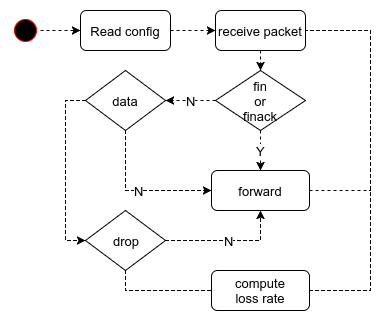 Read config
receive packet
fin
or
finack
N
data
Y
N
forward
drop
N
compute
loss rate